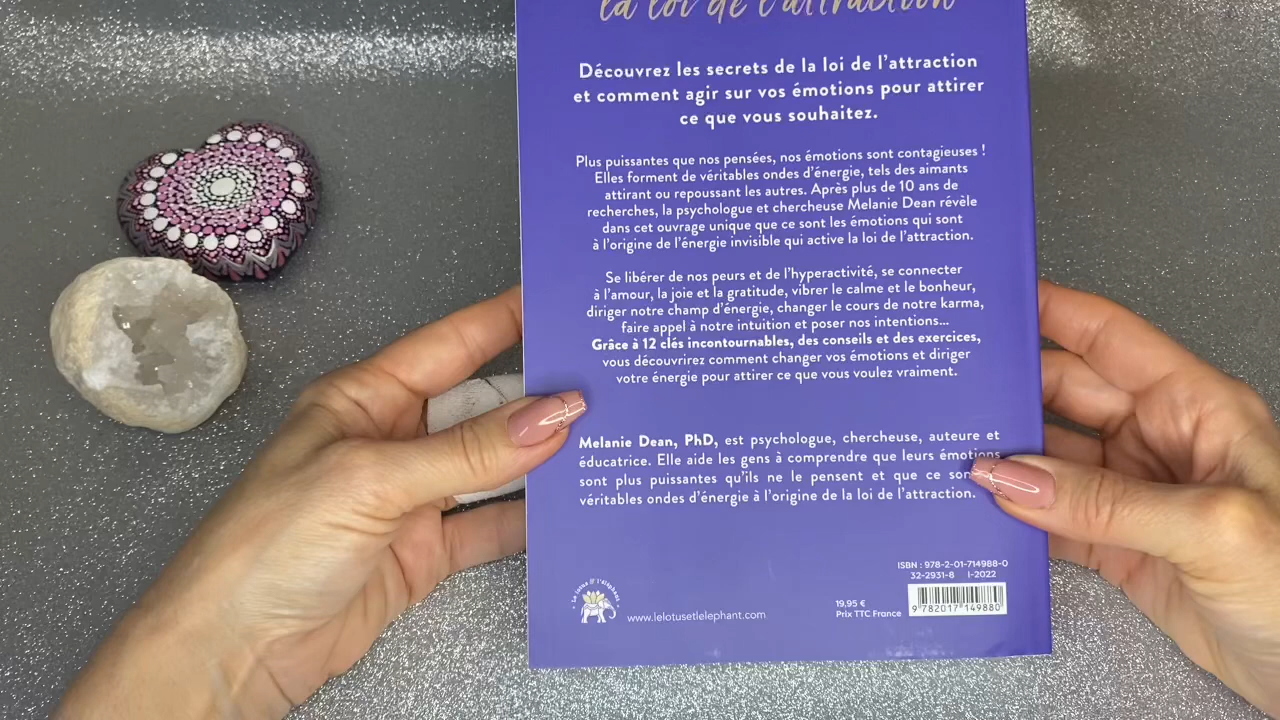 la loi de l'attraction
Découvrez les secrets de la loi de l'attraction
et comment agir sur vos émotions pour attirer
ce que vous souhaitez.
Plus puissantes que nos pensées, nos émotions sont contagieuses !
Elles forment de véritables ondes d'énergie, tels des aimants
attirant ou repoussant les autres. Après plus de 10 ans de
recherches, la psychologue et chercheuse Melanie Dean révèle
dans cet ouvrage unique que ce sont les émotions qui sont
à l'origine de l'énergie invisible qui active la loi de l'attraction.
Se libérer de nos peurs et de l'hyperactivité, se connecter
à l'amour, la joie et la gratitude, vibrer le calme et le bonheur,
diriger notre champ d'énergie, changer le cours de notre karma,
faire appel à notre intuition et poser nos intentions...
Grâce à 12 clés incontournables, des conseils et des exercices,
vous découvrirez comment changer vos émotions et diriger
votre énergie pour attirer ce que vous voulez vraiment.
Melanie Dean, PhD, est psychologue, chercheuse, auteure et
éducatrice. Elle aide les gens à comprendre que leurs émotions
sont plus puissantes qu'ils ne le pensent et que ce
véritables ondes d'énergie à l'origine de la loi de l'attraction.
ISBN : 978-2-01-714988-0
32-2931-8 I-2022
Le lotus & l'éléphant
www.lelotusetlelephant.com
19,95 €
Prix TTC France
9 782017 149880